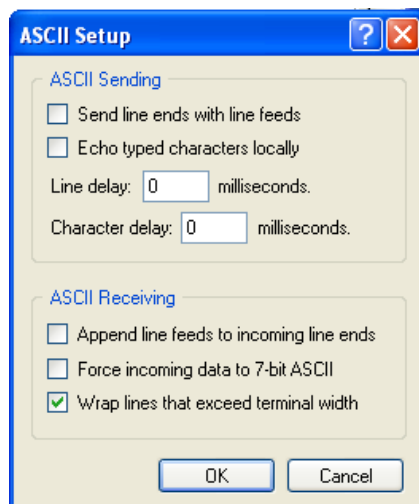 ASCII Setup
ASCII Sending
Send line ends with line feeds
Echo typed characters locally
Line delay: 0 milliseconds.
Character delay: 0 milliseconds.
ASCII Receiving
Append line feeds to incoming line ends
Force incoming data to 7-bit ASCII
Wrap lines that exceed terminal width
OK Cancel